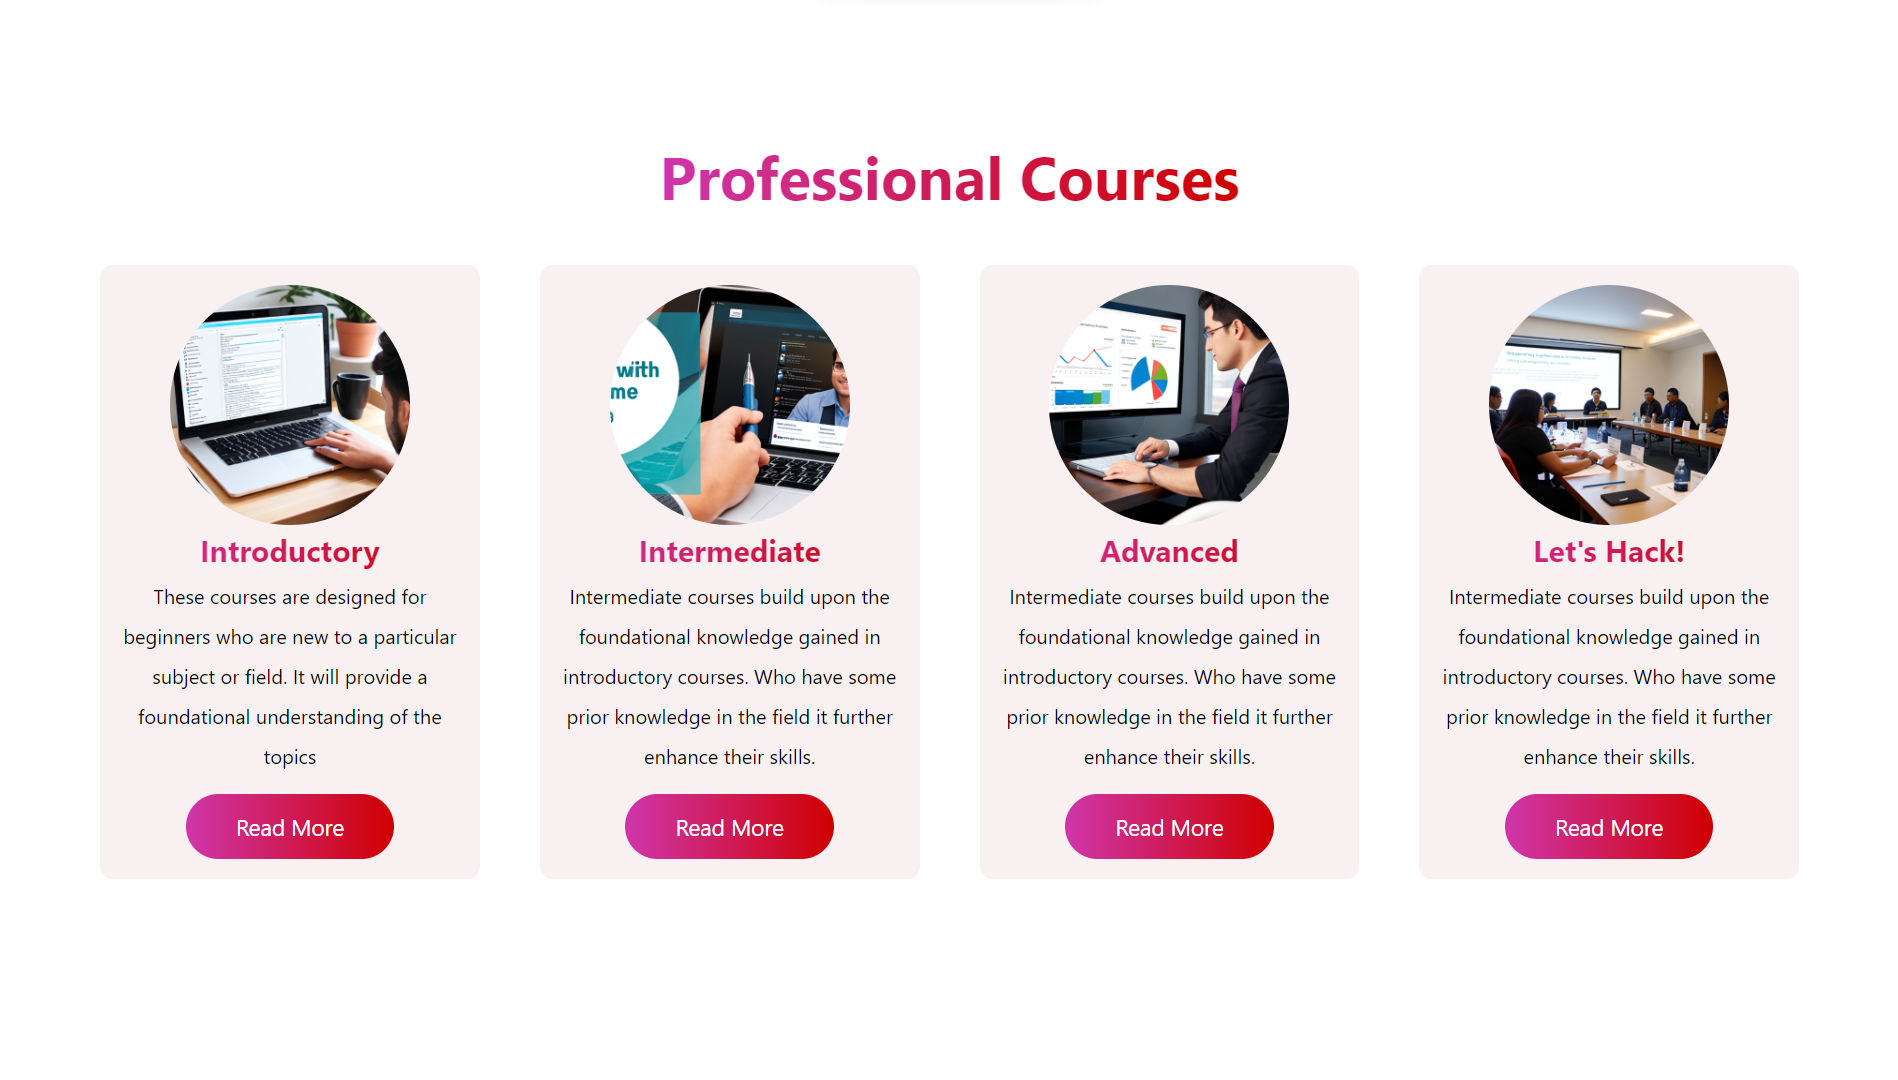 Professional Courses
with
me
Introductory
These courses are designed for
beginners who are new to a particular
subject or field. It will provide a
foundational understanding of the
topics
Read More
Intermediate
Intermediate courses build upon the
foundational knowledge gained in
introductory courses. Who have some
prior knowledge in the field it further
enhance their skills.
Read More
Advanced
Intermediate courses build upon the
foundational knowledge gained in
introductory courses. Who have some
prior knowledge in the field it further
enhance their skills.
Read More
Let's Hack!
Intermediate courses build upon the
foundational knowledge gained in
introductory courses. Who have some
prior knowledge in the field it further
enhance their skills.
Read More